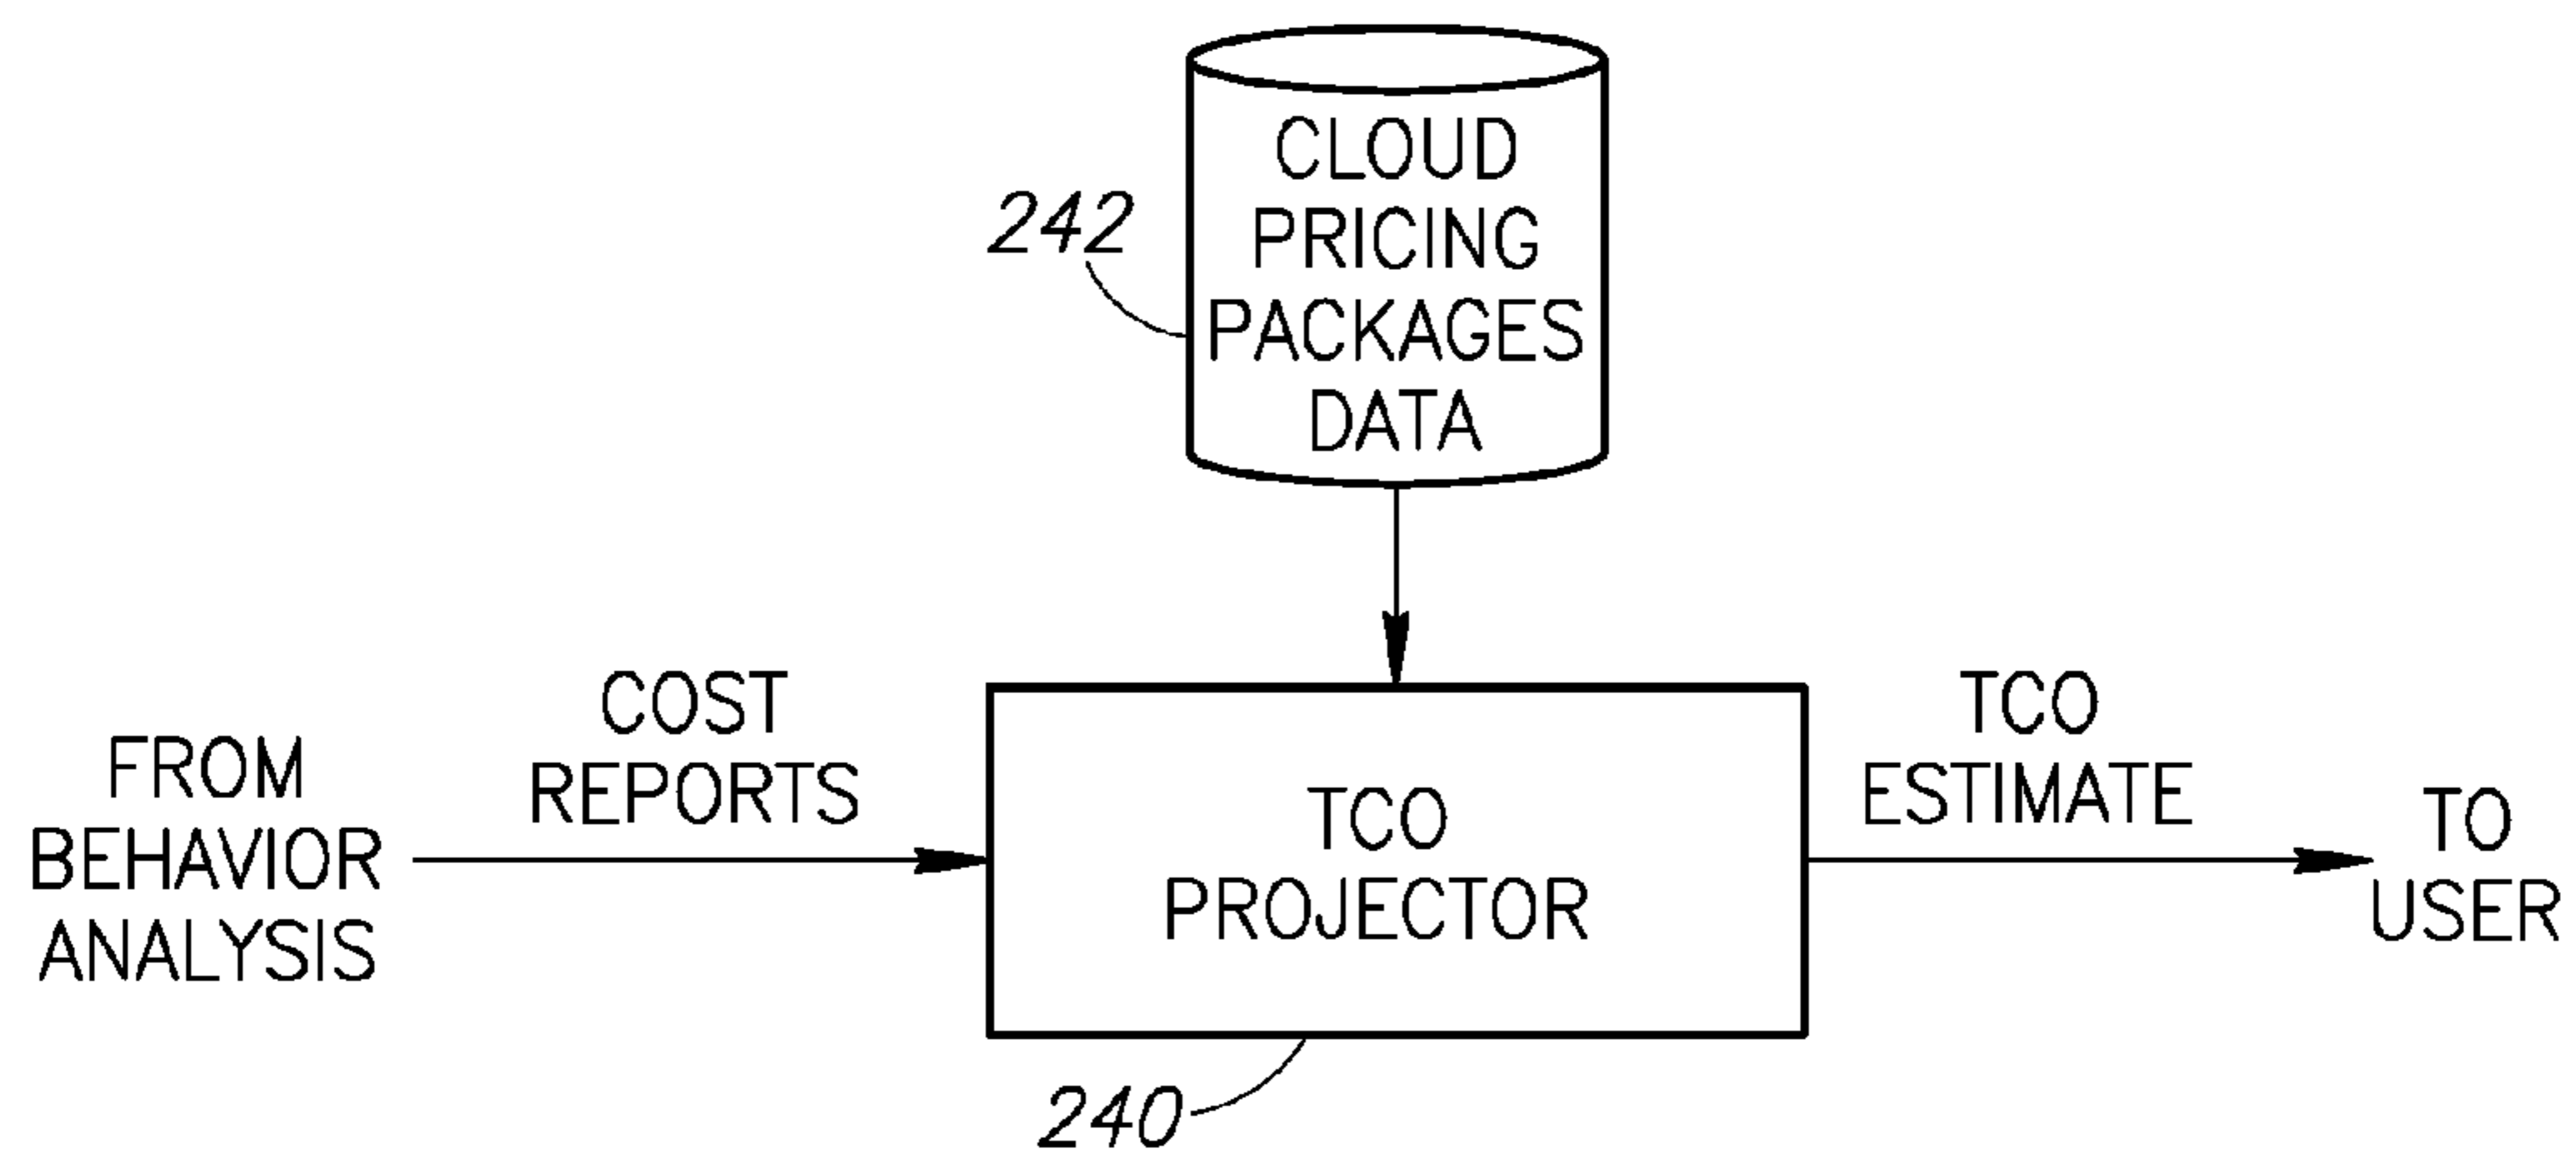 CLOUD
PRICING
PACKAGES
DATA
242
FROM
BEHAVIOR
ANALYSIS
COST
REPORTS
TCO
PROJECTOR
240
TCO
ESTIMATE
TO
USER